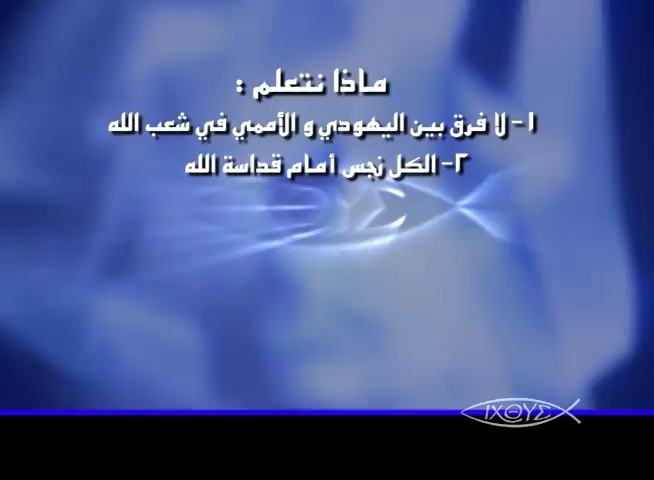 ماذا نتعلم :
١- لا فرق بين اليهودي و الأممي في شعب الله
٢- الكل نجس أمام قداسة الله
ΙΧΘΥΣ